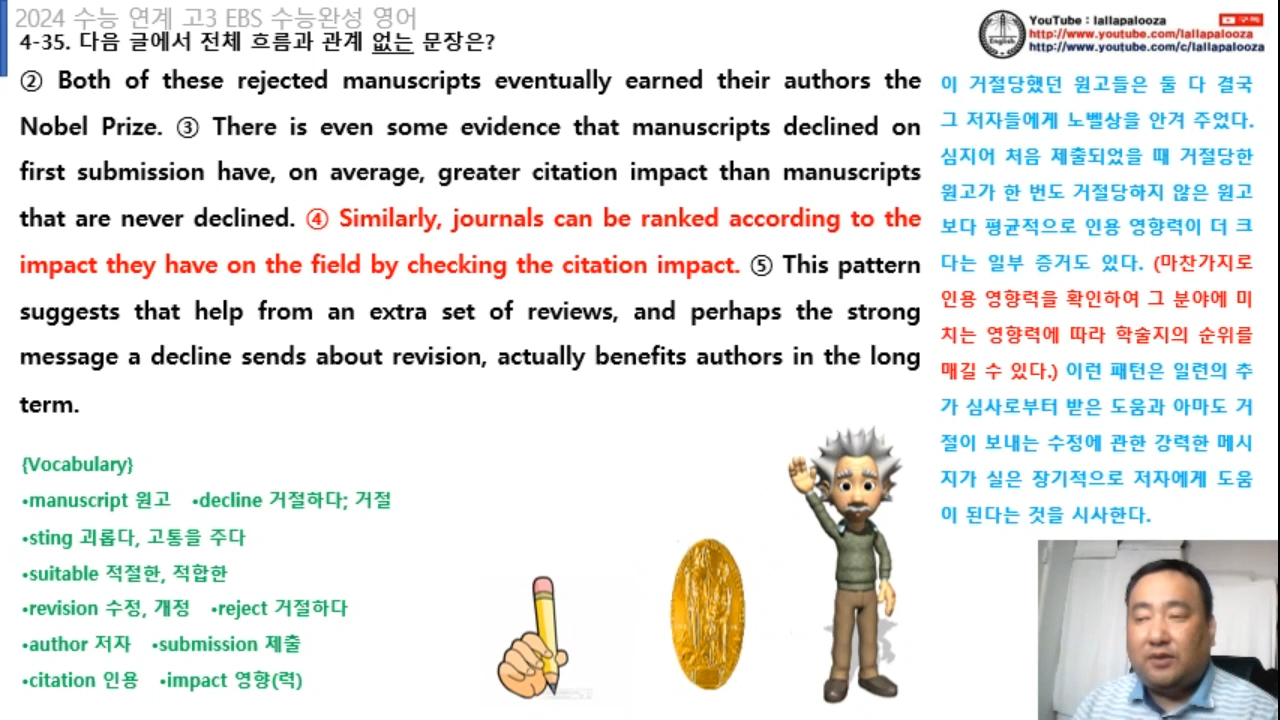 2024 수능 연계 고3 EBS 수능완성 영어
4-35. 다음 글에서 전체 흐름과 관계 없는 문장은?
YouTube : lallapalooza
구독
http://www.youtube.com/lallapalooza
http://www.youtube.com/c/lallapalooza
English
② Both of these rejected manuscripts eventually earned their authors the
Nobel Prize. ③ There is even some evidence that manuscripts declined on
first submission have, on average, greater citation impact than manuscripts
that are never declined. ④ Similarly, journals can be ranked according to the
impact they have on the field by checking the citation impact. ⑤ This pattern
suggests that help from an extra set of reviews, and perhaps the strong
message a decline sends about revision, actually benefits authors in the long
term.
이 거절당했던 원고들은 둘 다 결국
그 저자들에게 노벨상을 안겨 주었다.
심지어 처음 제출되었을 때 거절당한
원고가 한 번도 거절당하지 않은 원고
보다 평균적으로 인용 영향력이 더 크
다는 일부 증거도 있다. (마찬가지로
인용 영향력을 확인하여 그 분야에 미
치는 영향력에 따라 학술지의 순위를
매길 수 있다.) 이런 패턴은 일련의 추
가 심사로부터 받은 도움과 아마도 거
절이 보내는 수정에 관한 강력한 메시
지가 실은 장기적으로 저자에게 도움
이 된다는 것을 시사한다.
{Vocabulary}
•manuscript 원고 •decline 거절하다; 거절
•sting 괴롭다, 고통을 주다
•suitable 적절한, 적합한
•revision 수정, 개정 •reject 거절하다
•author 저자 •submission 제출
•citation 인용 •impact 영향(력)